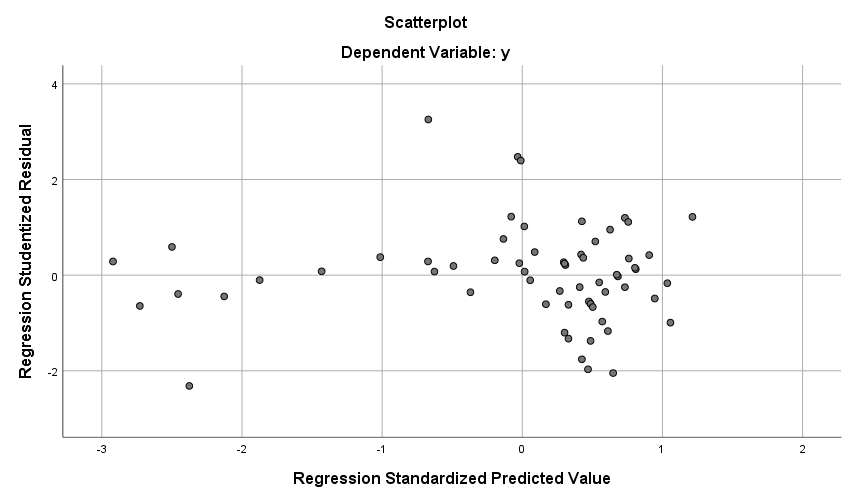 Scatterplot
Dependent Variable: y
Regression Studentized Residual
4
2
0
-2
-3
-2
-1
0
1
2
Regression Standardized Predicted Value